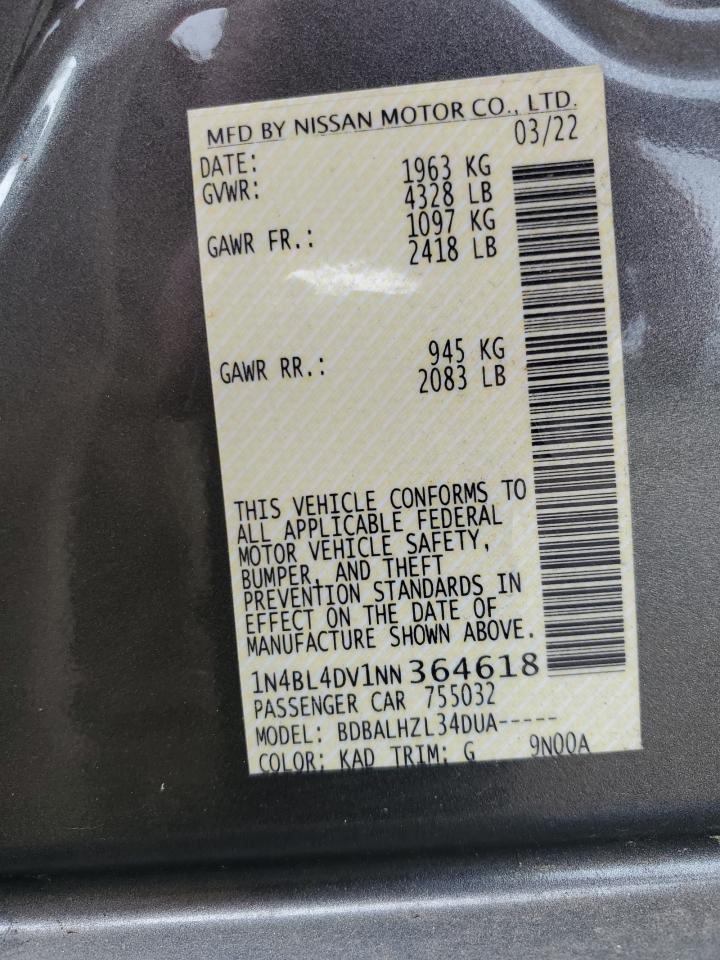 MFD BY NISSAN MOTOR CO., LTD.
DATE: 03/22
GVWR: 1963 KG
4328 LB
GAWR FR.: 1097 KG
2418 LB
GAWR RR.: 945 KG
2083 LB
THIS VEHICLE CONFORMS TO
ALL APPLICABLE FEDERAL
MOTOR VEHICLE SAFETY,
BUMPER, AND THEFT
PREVENTION STANDARDS IN
EFFECT ON THE DATE OF
MANUFACTURE SHOWN ABOVE.
1N4BL4DV1NN364618
PASSENGER CAR 755032
MODEL: BDBALHZL34DUA-----
COLOR: KAD TRIM: G 9N00A